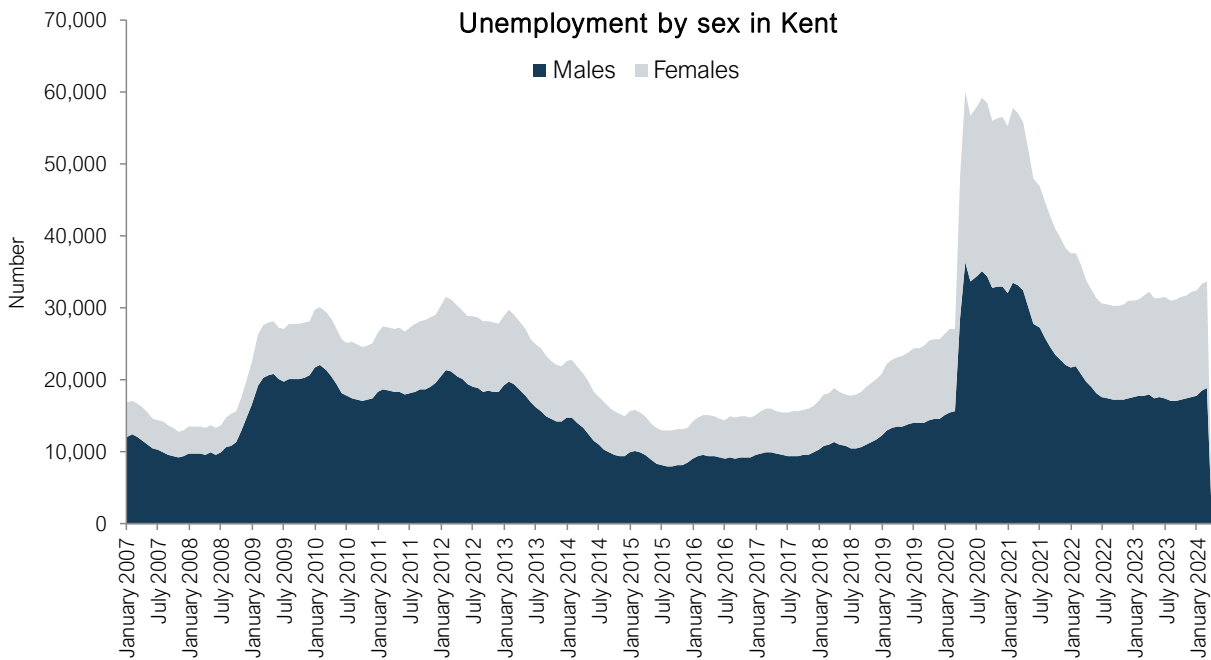 Unemployment by sex in Kent
Males Females
70,000
60,000
50,000
40,000
30,000
20,000
10,000
0
Number
January 2007
July 2007
January 2008
July 2008
January 2009
July 2009
January 2010
July 2010
January 2011
July 2011
January 2012
July 2012
January 2013
July 2013
January 2014
July 2014
January 2015
July 2015
January 2016
July 2016
January 2017
July 2017
January 2018
July 2018
January 2019
July 2019
January 2020
July 2020
January 2021
July 2021
January 2022
July 2022
January 2023
July 2023
January 2024